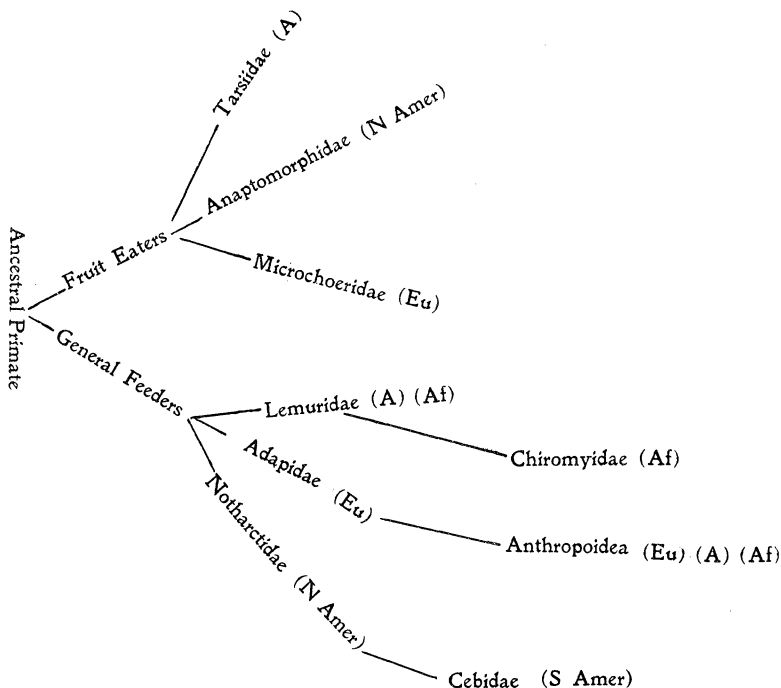 Ancestral Primate
Fruit Eaters
Tarsiidae (A)
Anaptomorphidae (N Amer)
Microchoeridae (Eu)
General Feeders
Lemuridae (A) (Af)
Chiromyidae (Af)
Adapidae (Eu)
Anthropoidea (Eu) (A) (Af)
Notharctidae (N Amer)
Cebidae (S Amer)